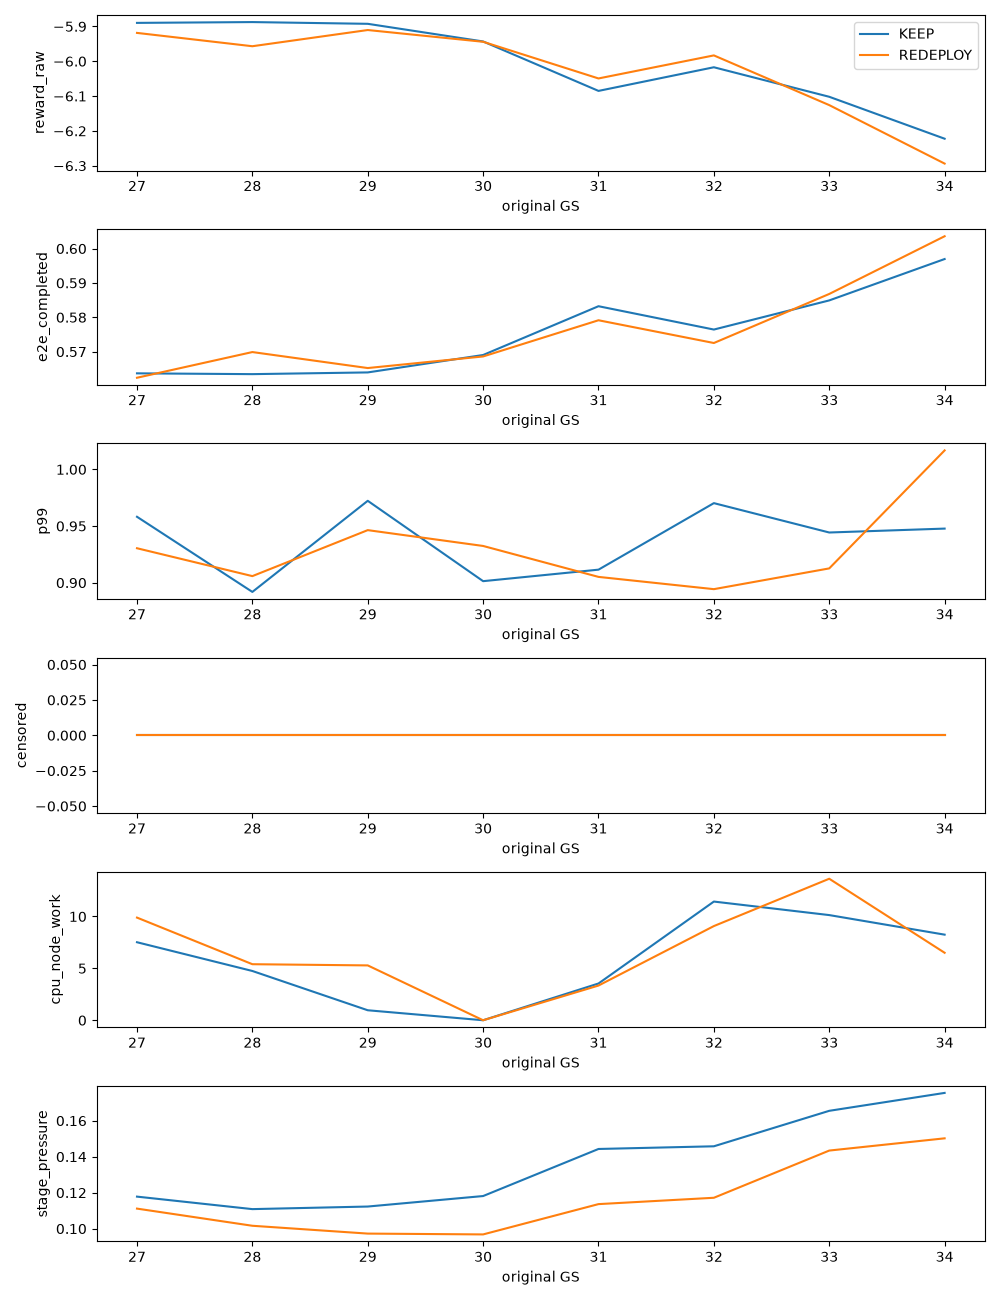 −5.9
−6.0
−6.1
−6.2
−6.3
reward_raw
KEEP
REDEPLOY
27 28 29 30 31 32 33 34
original GS
0.60
0.59
0.58
0.57
e2e_completed
27 28 29 30 31 32 33 34
original GS
1.00
0.95
0.90
p99
27 28 29 30 31 32 33 34
original GS
0.050
0.025
0.000
−0.025
−0.050
censored
27 28 29 30 31 32 33 34
original GS
10
5
0
cpu_node_work
27 28 29 30 31 32 33 34
original GS
0.16
0.14
0.12
0.10
stage_pressure
27 28 29 30 31 32 33 34
original GS